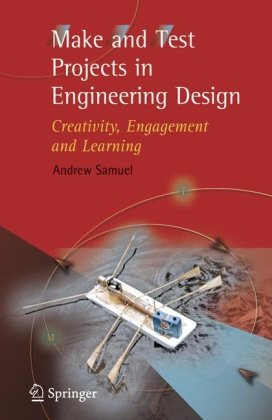 Make and Test
Projects in
Engineering Design
Creativity, Engagement
and Learning
Andrew Samuel
Springer